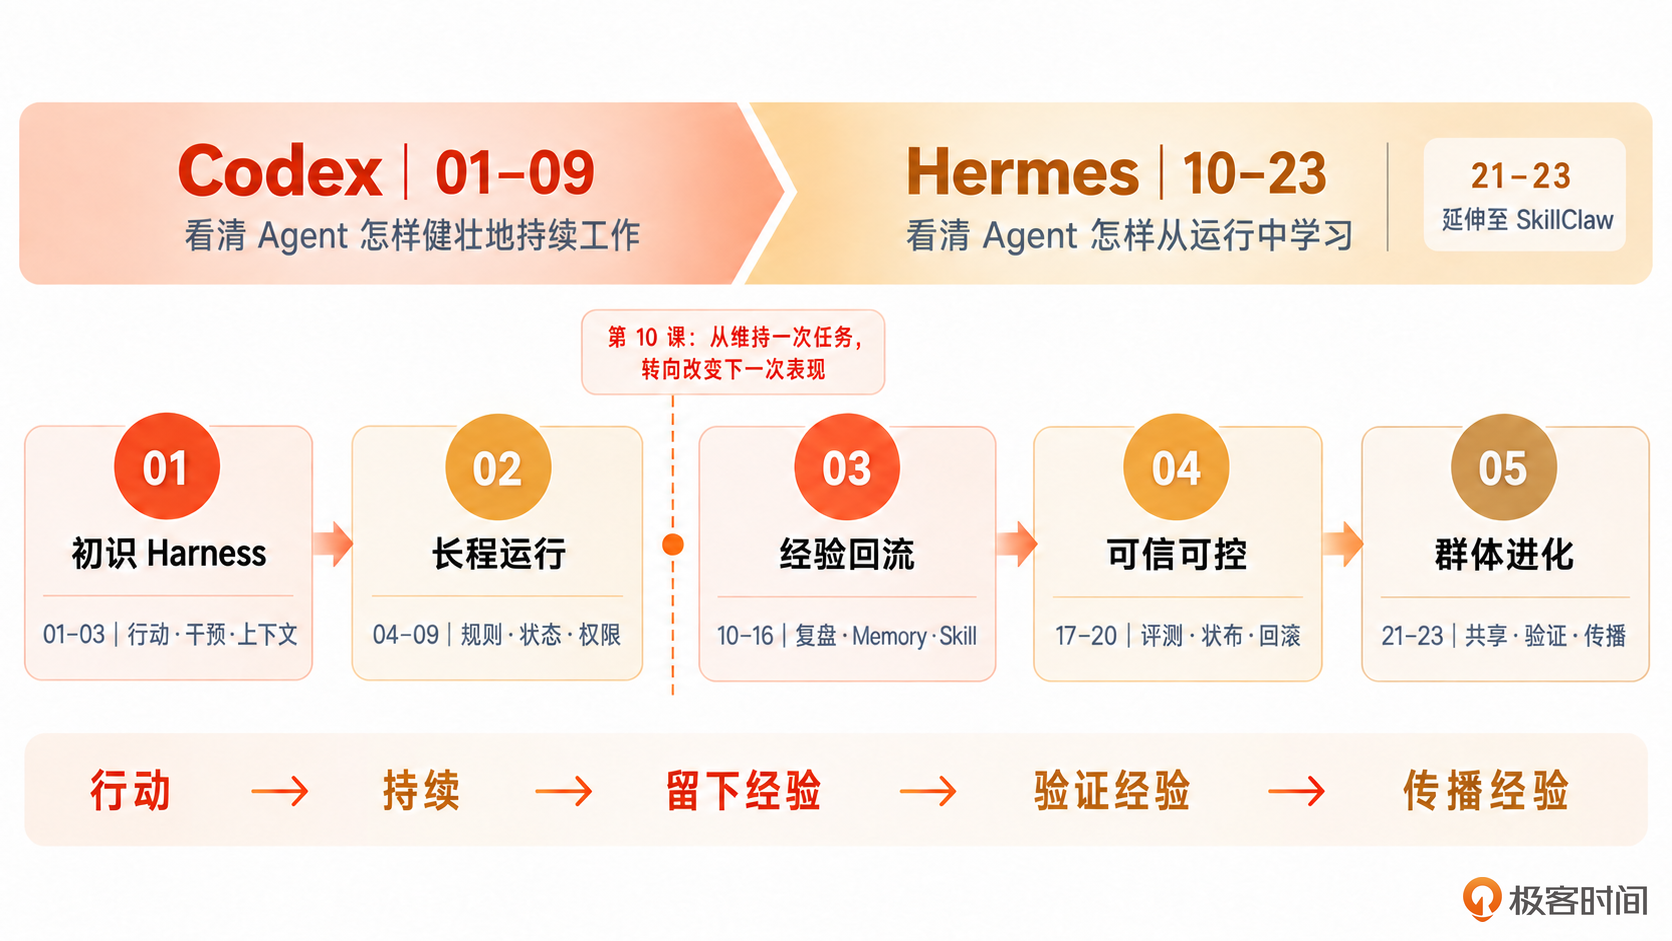 Codex | 01-09
看清 Agent 怎样健壮地持续工作
Hermes | 10-23
看清 Agent 怎样从运行中学习
21-23
延伸至 SkillClaw
第 10 课：从维持一次任务，
转向改变下一次表现
01
初识 Harness
01-03 | 行动·干预·上下文
02
长程运行
04-09 | 规则·状态·权限
03
经验回流
10-16 | 复盘·Memory·Skill
04
可信可控
17-20 | 评测·状布·回滚
05
群体进化
21-23 | 共享·验证·传播
行动 → 持续 → 留下经验 → 验证经验 → 传播经验
极客时间